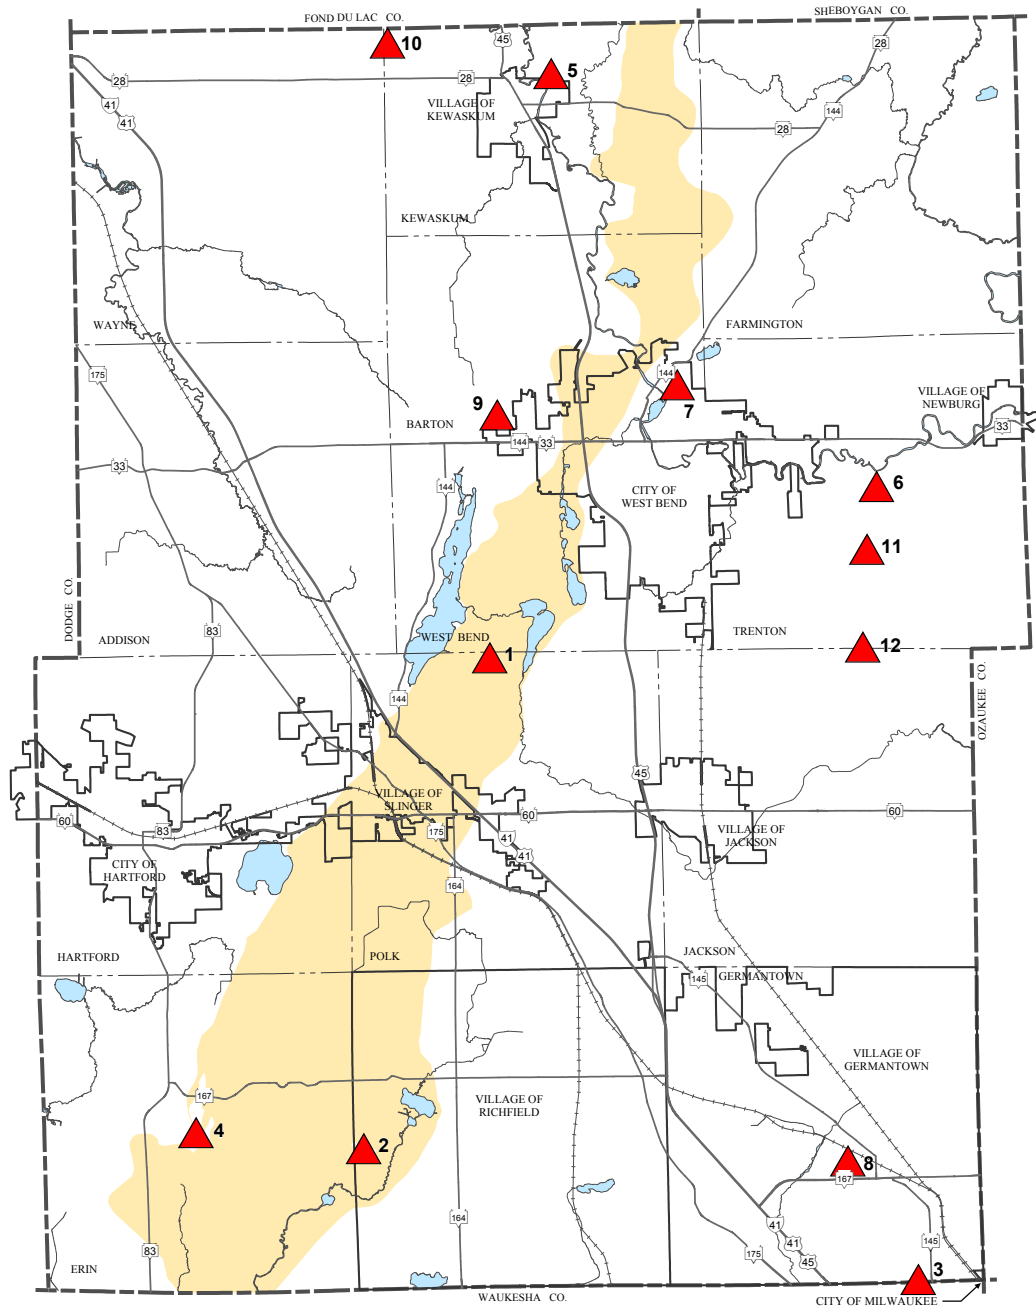 FOND DU LAC CO.
SHEBOYGAN CO.
10
45
5
28
28
28
41
41
144
28
VILLAGE OF
KEWASKUM
KEWASKUM
WAYNE
FARMINGTON
175
144
7
VILLAGE OF
NEWBURG
9
BARTON
33
144
33
33
144
CITY OF
WEST BEND
6
11
DODGE CO.
83
ADDISON
WEST BEND
1
TRENTON
12
OZAUKEE CO.
144
45
VILLAGE OF
SLINGER
60
83
175
60
60
41
41
VILLAGE OF
JACKSON
CITY OF
HARTFORD
164
HARTFORD
POLK
JACKSON
GERMANTOWN
145
VILLAGE OF
GERMANTOWN
167
VILLAGE OF
RICHFIELD
4
2
8
167
164
41
41
45
175
145
83
ERIN
3
WAUKESHA CO.
CITY OF MILWAUKEE